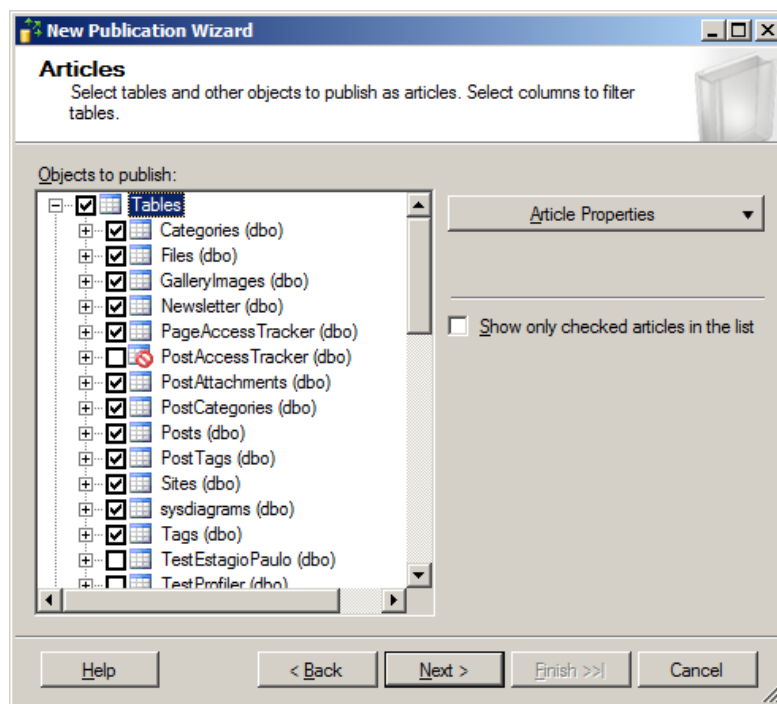 New Publication Wizard
Articles
Select tables and other objects to publish as articles. Select columns to filter
tables.
Objects to publish:
Tables
Categories (dbo)
Files (dbo)
GalleryImages (dbo)
Newsletter (dbo)
PageAccessTracker (dbo)
PostAccessTracker (dbo)
PostAttachments (dbo)
PostCategories (dbo)
Posts (dbo)
PostTags (dbo)
Sites (dbo)
sysdiagrams (dbo)
Tags (dbo)
TestEstagioPaulo (dbo)
TestProfiler (dbo)
Article Properties
Show only checked articles in the list
Help
< Back
Next >
Finish >>|
Cancel